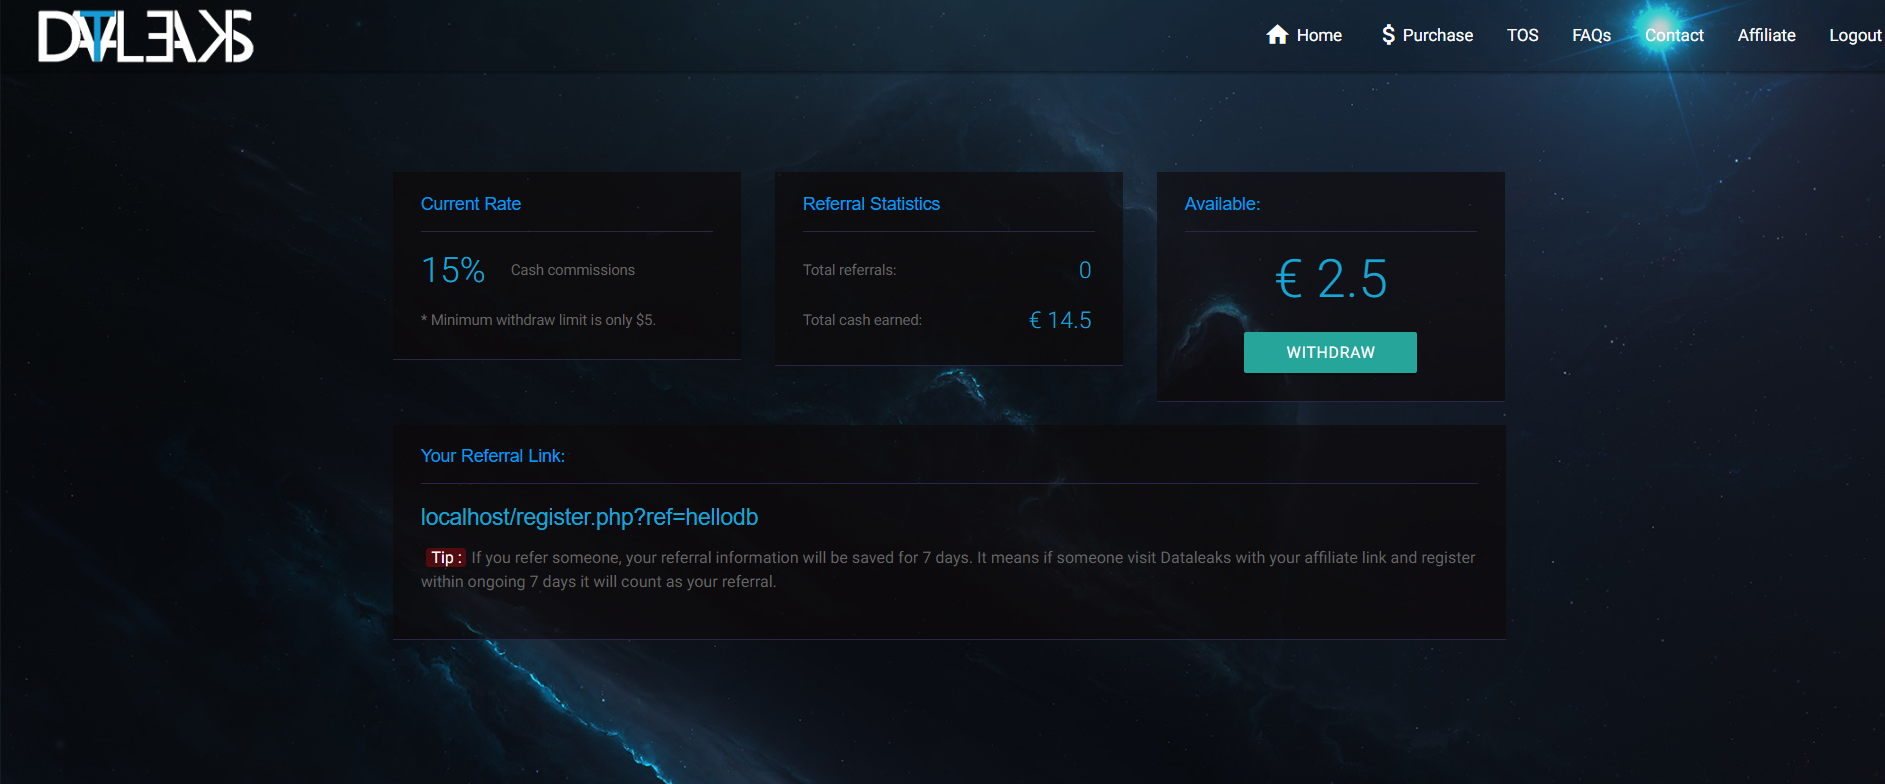 DATALEAKS
Home Purchase TOS FAQs Contact Affiliate Logout
Current Rate
15% Cash commissions
* Minimum withdraw limit is only $5.
Referral Statistics
Total referrals: 0
Total cash earned: € 14.5
Available:
€ 2.5
WITHDRAW
Your Referral Link:
localhost/register.php?ref=hellodb
Tip : If you refer someone, your referral information will be saved for 7 days. It means if someone visit Dataleaks with your affiliate link and register
within ongoing 7 days it will count as your referral.